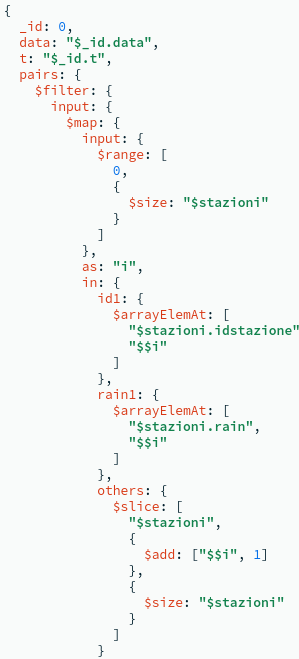 {
  _id: 0,
  data: "$_id.data",
  t: "$_id.t",
  pairs: {
    $filter: {
      input: {
        $map: {
          input: {
            $range: [
              0,
              {
                $size: "$stazioni"
              }
            ]
          },
          as: "i",
          in: {
            id1: {
              $arrayElemAt: [
                "$stazioni.idstazione"
                "$$i"
              ]
            },
            rain1: {
              $arrayElemAt: [
                "$stazioni.rain",
                "$$i"
              ]
            },
            others: {
              $slice: [
                "$stazioni",
                {
                  $add: ["$$i", 1]
                },
                {
                  $size: "$stazioni"
                }
              ]
            }